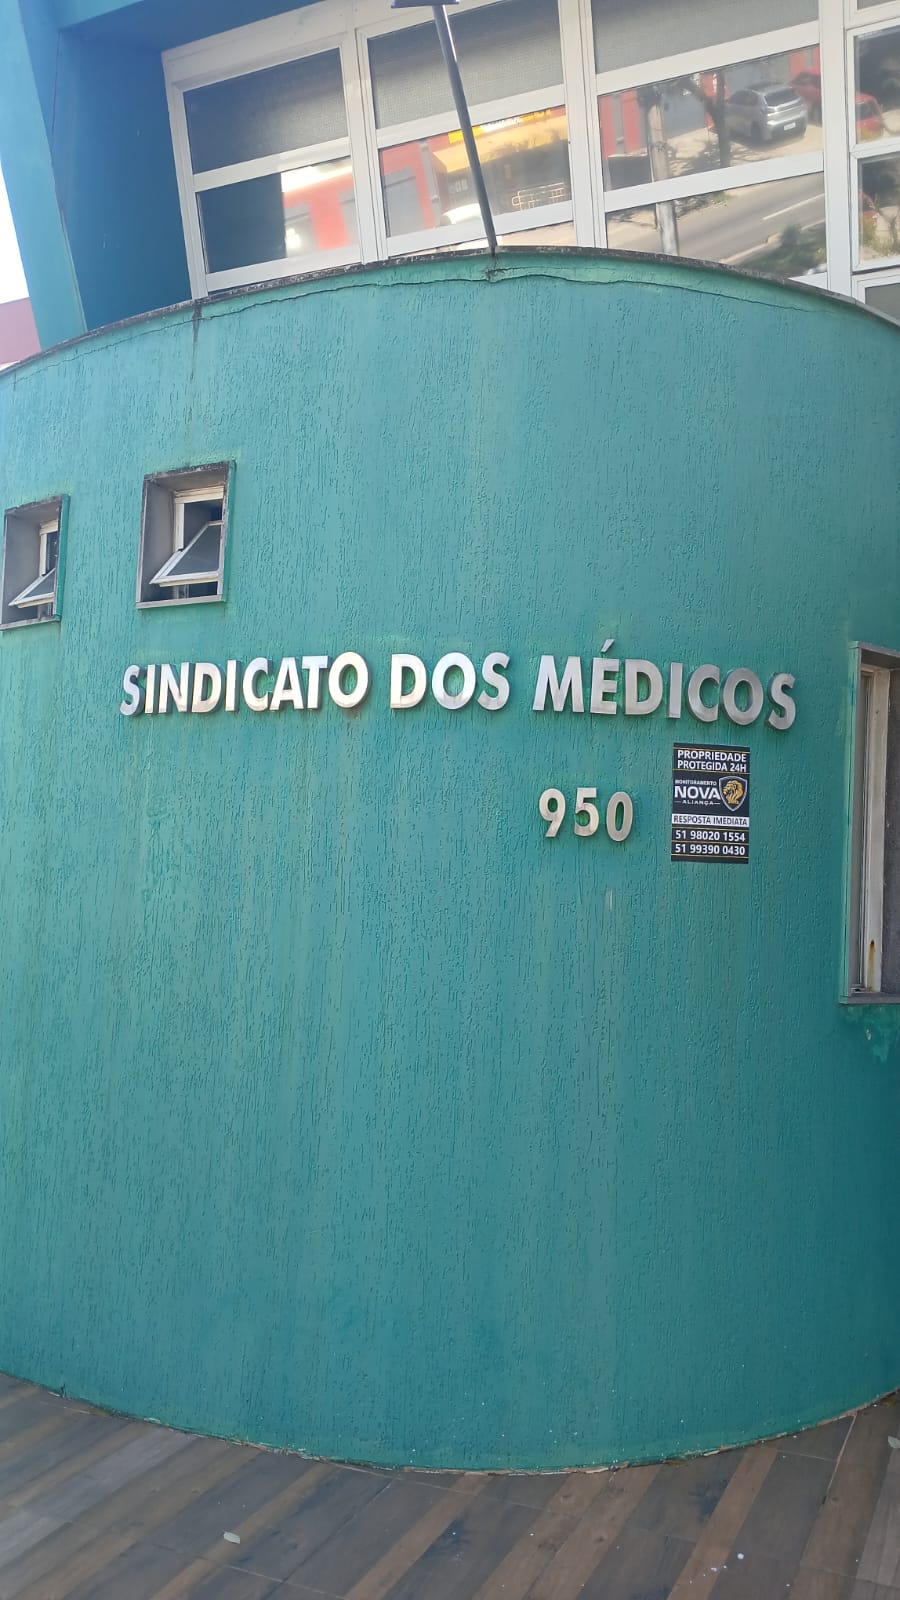 SINDICATO DOS MÉDICOS
950
PROPRIEDADE
PROTEGIDA 24H
MONITORAMENTO
NOVA
ALIANÇA
RESPOSTA IMEDIATA
51 98020 1554
51 99390 0430